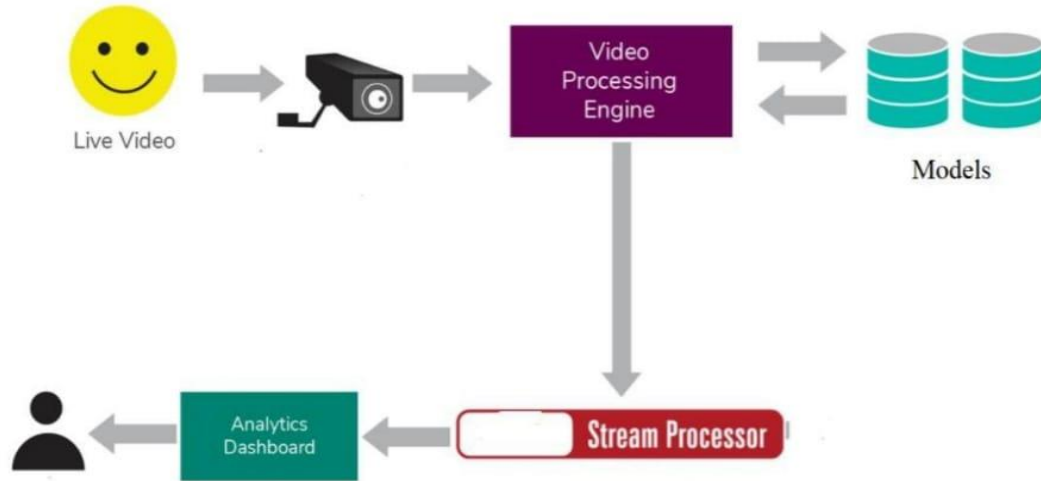 Live Video
Video
Processing
Engine
Models
Analytics
Dashboard
Stream Processor